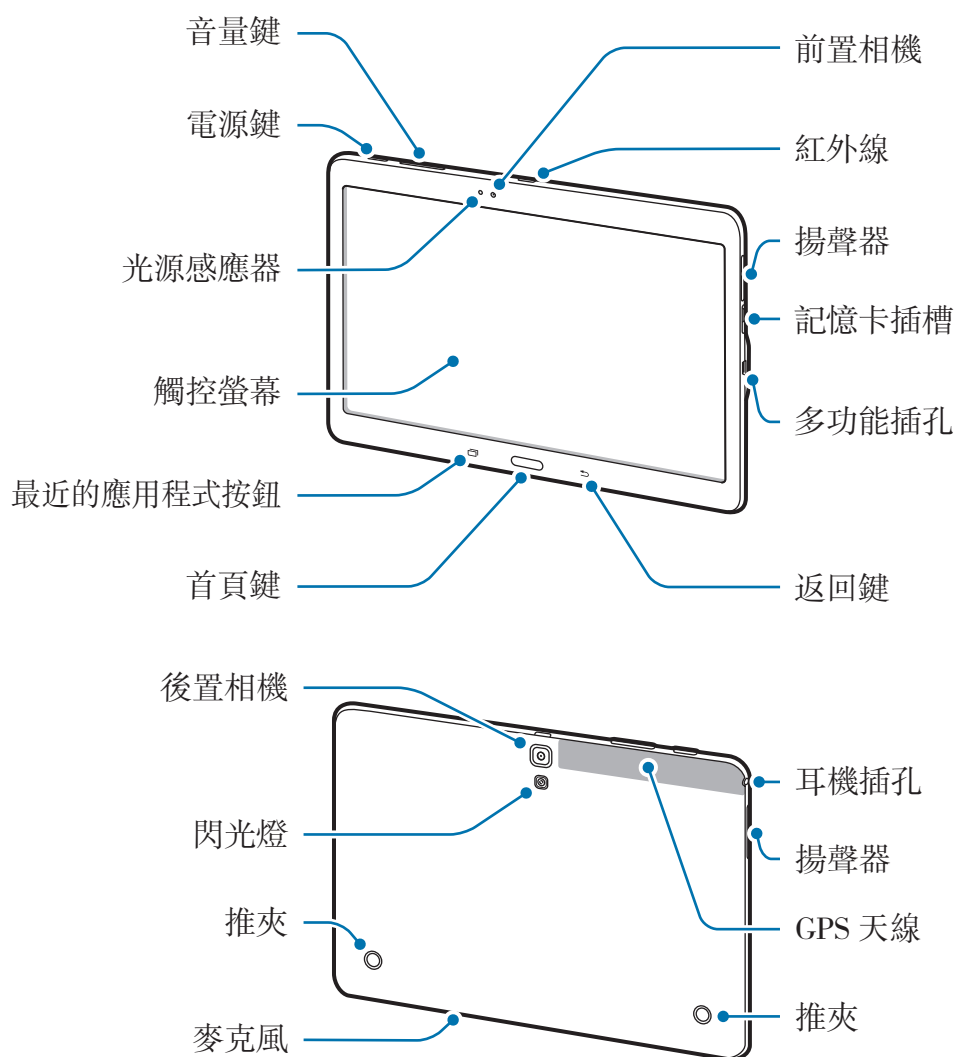 音量鍵
前置相機
電源鍵
紅外線
揚聲器
光源感應器
記憶卡插槽
觸控螢幕
多功能插孔
最近的應用程式按鈕
首頁鍵
返回鍵
後置相機
耳機插孔
閃光燈
揚聲器
推夾
GPS 天線
推夾
麥克風